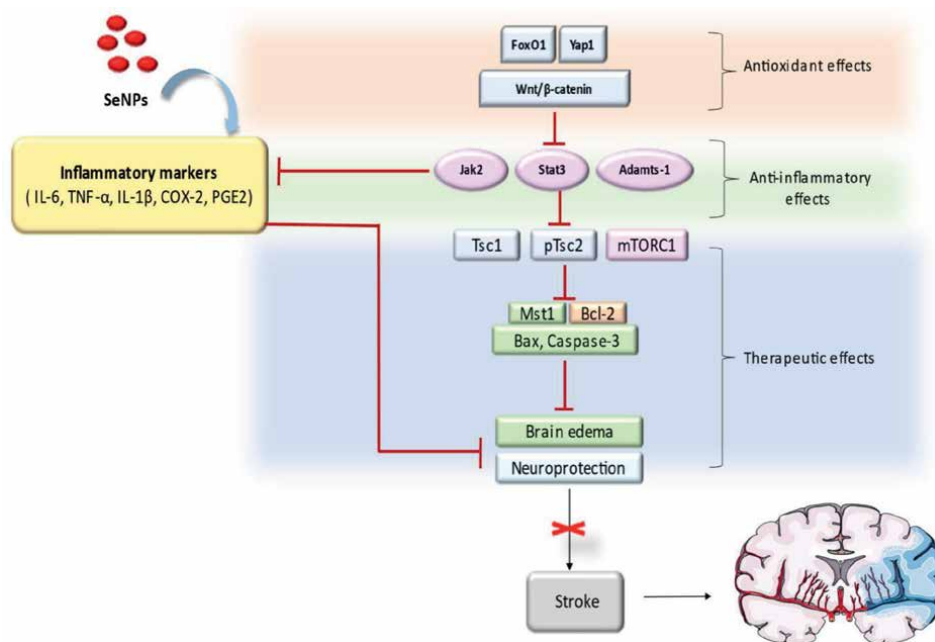 FoxO1 Yap1
Antioxidant effects
Wnt/β-catenin
SeNPs
Inflammatory markers
( IL-6, TNF-α, IL-1β, COX-2, PGE2)
Jak2 Stat3 Adamts-1
Anti-inflammatory
effects
Tsc1 pTsc2 mTORC1
Mst1 Bcl-2
Bax, Caspase-3
Therapeutic effects
Brain edema
Neuroprotection
Stroke